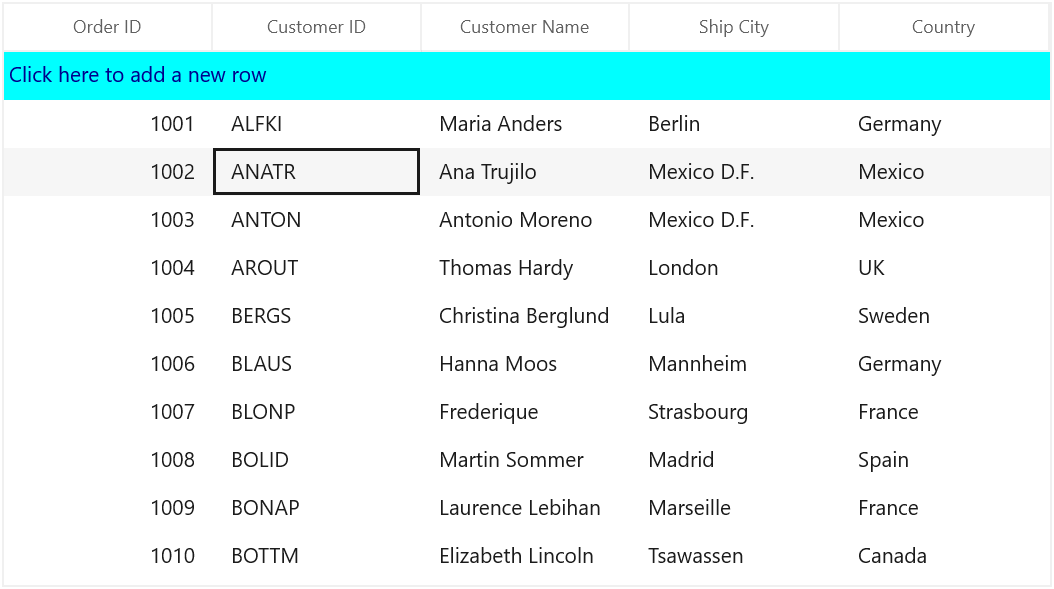 Order ID Customer ID Customer Name Ship City Country
Click here to add a new row
1001 ALFKI Maria Anders Berlin Germany
1002 ANATR Ana Trujilo Mexico D.F. Mexico
1003 ANTON Antonio Moreno Mexico D.F. Mexico
1004 AROUT Thomas Hardy London UK
1005 BERGS Christina Berglund Lula Sweden
1006 BLAUS Hanna Moos Mannheim Germany
1007 BLONP Frederique Strasbourg France
1008 BOLID Martin Sommer Madrid Spain
1009 BONAP Laurence Lebihan Marseille France
1010 BOTTM Elizabeth Lincoln Tsawassen Canada